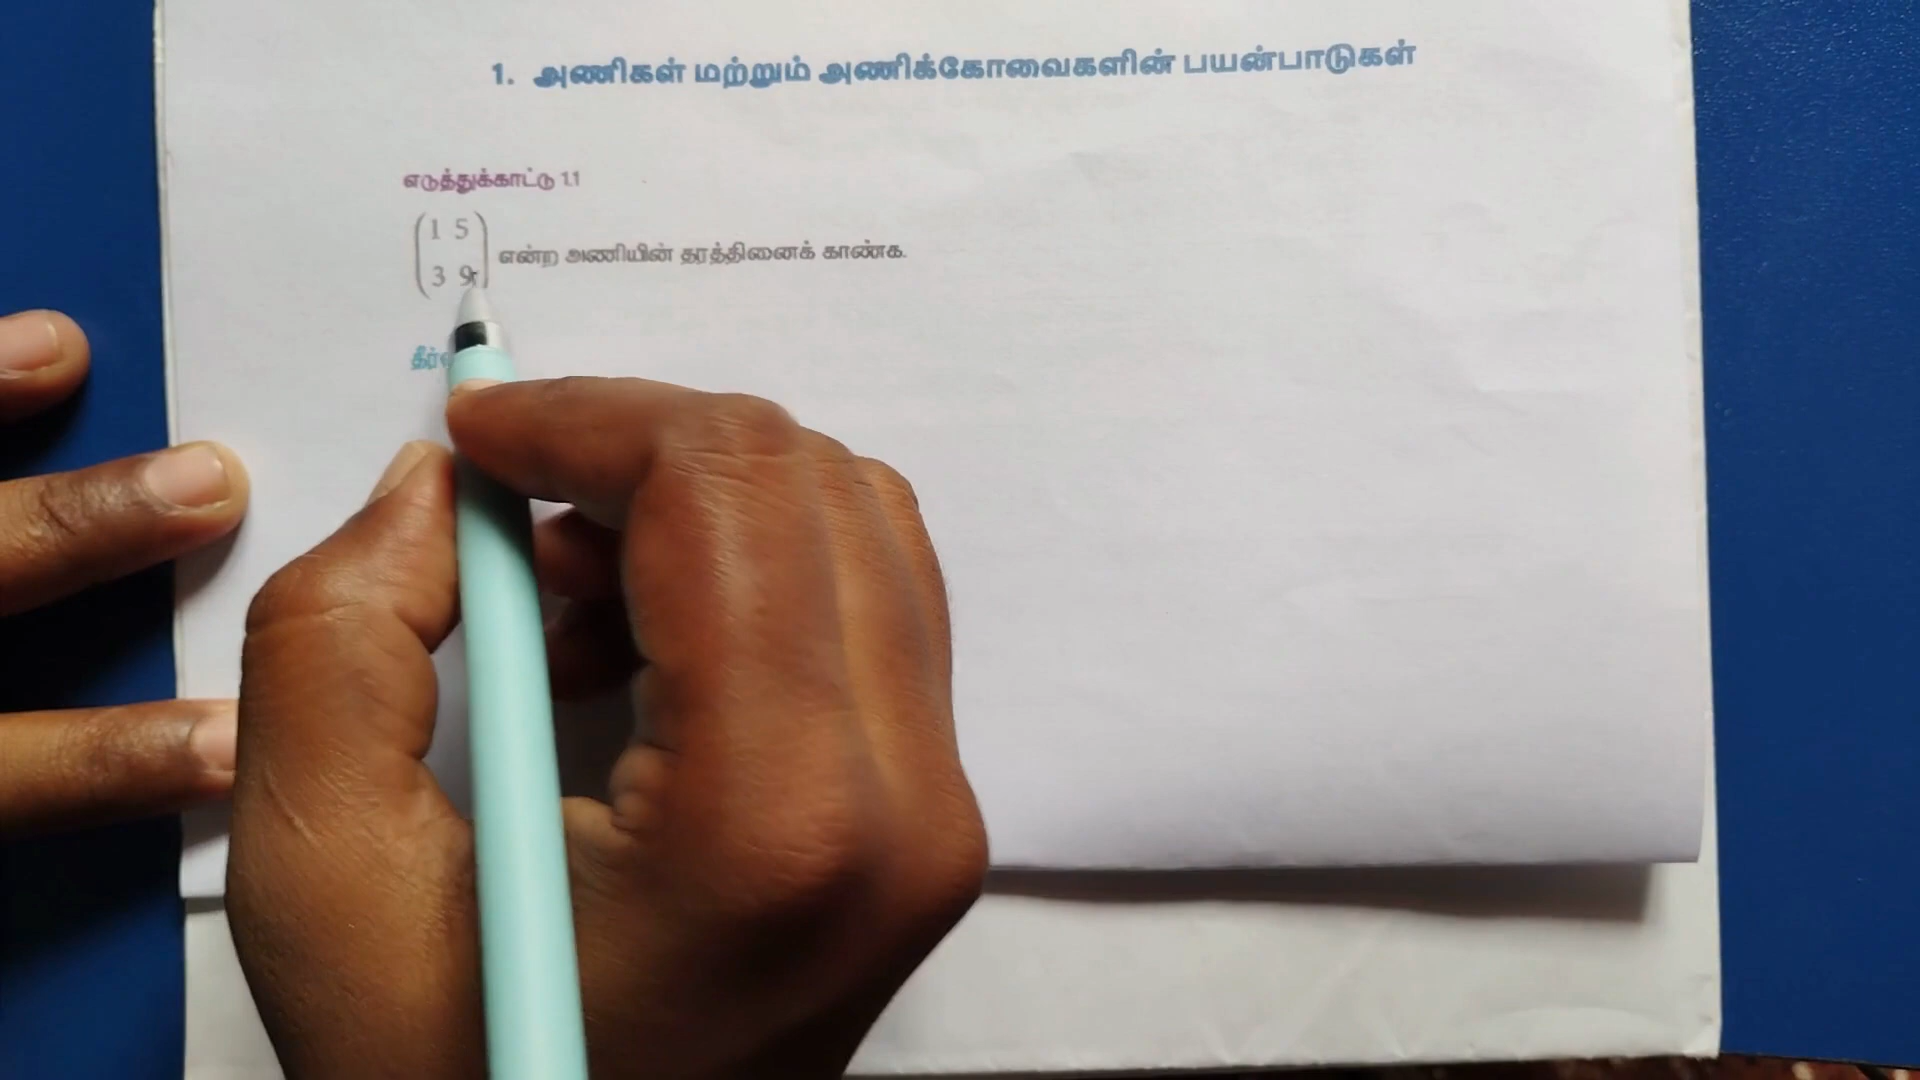 1. அணிகள் மற்றும் அணிக்கோவைகளின் பயன்பாடுகள்
எடுத்துக்காட்டு 1.1
1 5
3 9
என்ற அணியின் தரத்தினைக் காண்க.